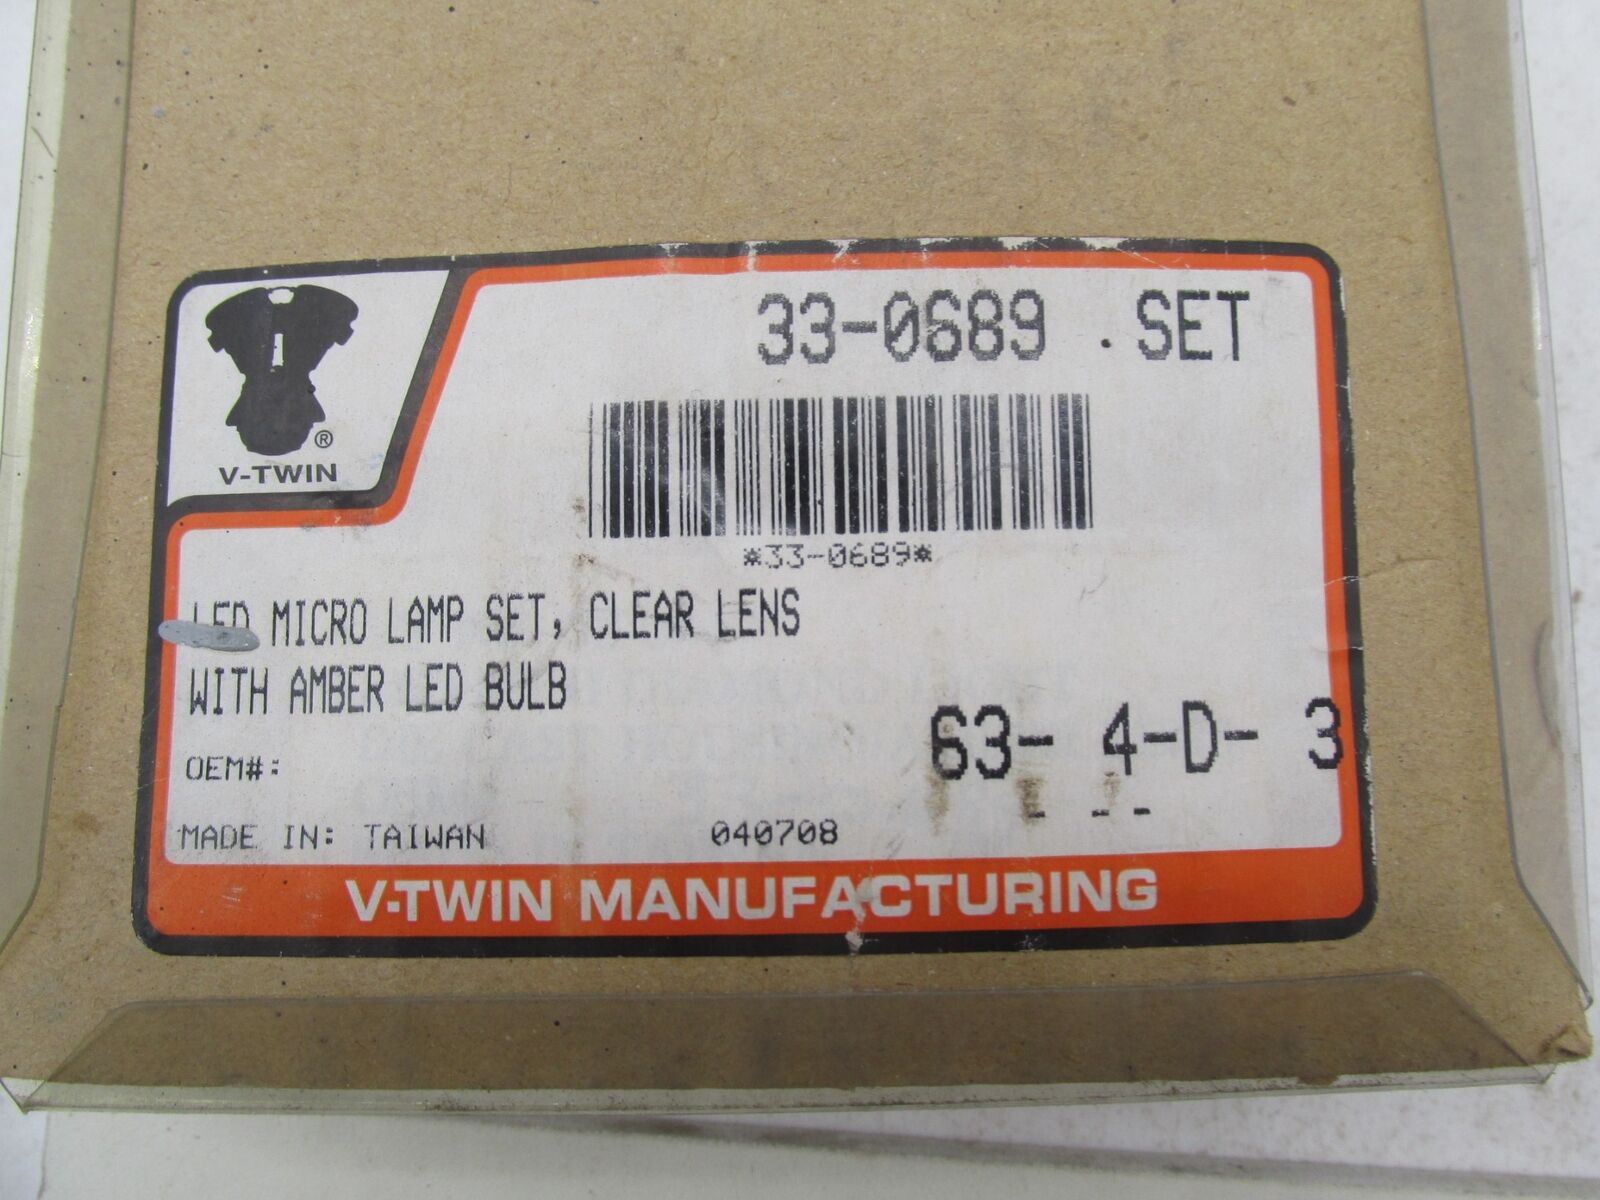 33-0689 . SET
®
V-TWIN
*33-0689*
LED MICRO LAMP SET, CLEAR LENS
WITH AMBER LED BULB
63- 4-D- 3
OEM#:
- - -
MADE IN: TAIWAN 040708
V-TWIN MANUFACTURING